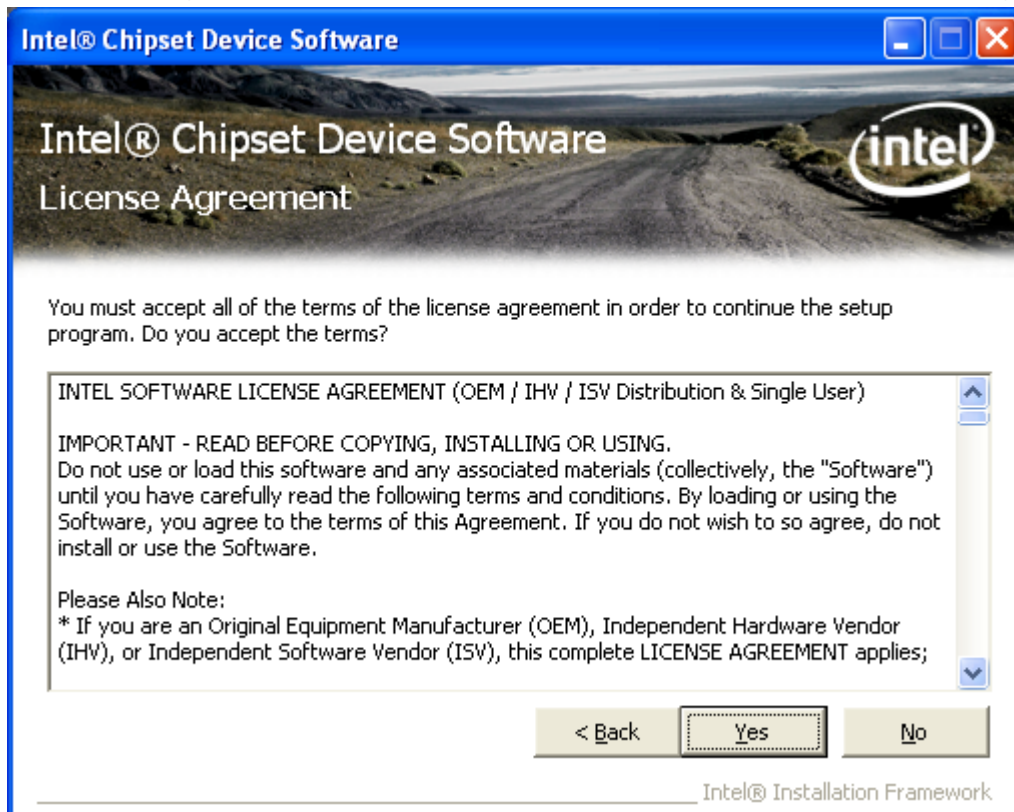 Intel® Chipset Device Software
Intel® Chipset Device Software
intel
License Agreement
You must accept all of the terms of the license agreement in order to continue the setup
program. Do you accept the terms?
INTEL SOFTWARE LICENSE AGREEMENT (OEM / IHV / ISV Distribution & Single User)
IMPORTANT - READ BEFORE COPYING, INSTALLING OR USING.
Do not use or load this software and any associated materials (collectively, the "Software")
until you have carefully read the following terms and conditions. By loading or using the
Software, you agree to the terms of this Agreement. If you do not wish to so agree, do not
install or use the Software.
Please Also Note:
* If you are an Original Equipment Manufacturer (OEM), Independent Hardware Vendor
(IHV), or Independent Software Vendor (ISV), this complete LICENSE AGREEMENT applies;
< Back Yes No
Intel® Installation Framework